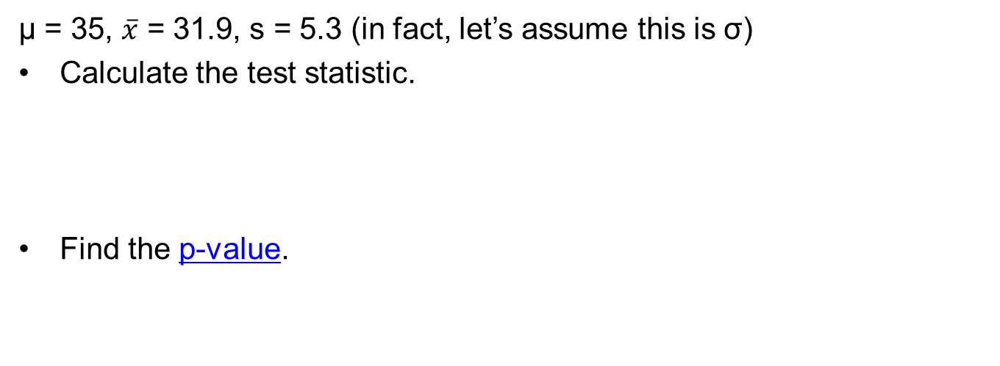 μ = 35, x̄ = 31.9, s = 5.3 (in fact, let’s assume this is σ)
• Calculate the test statistic.
• Find the p-value.